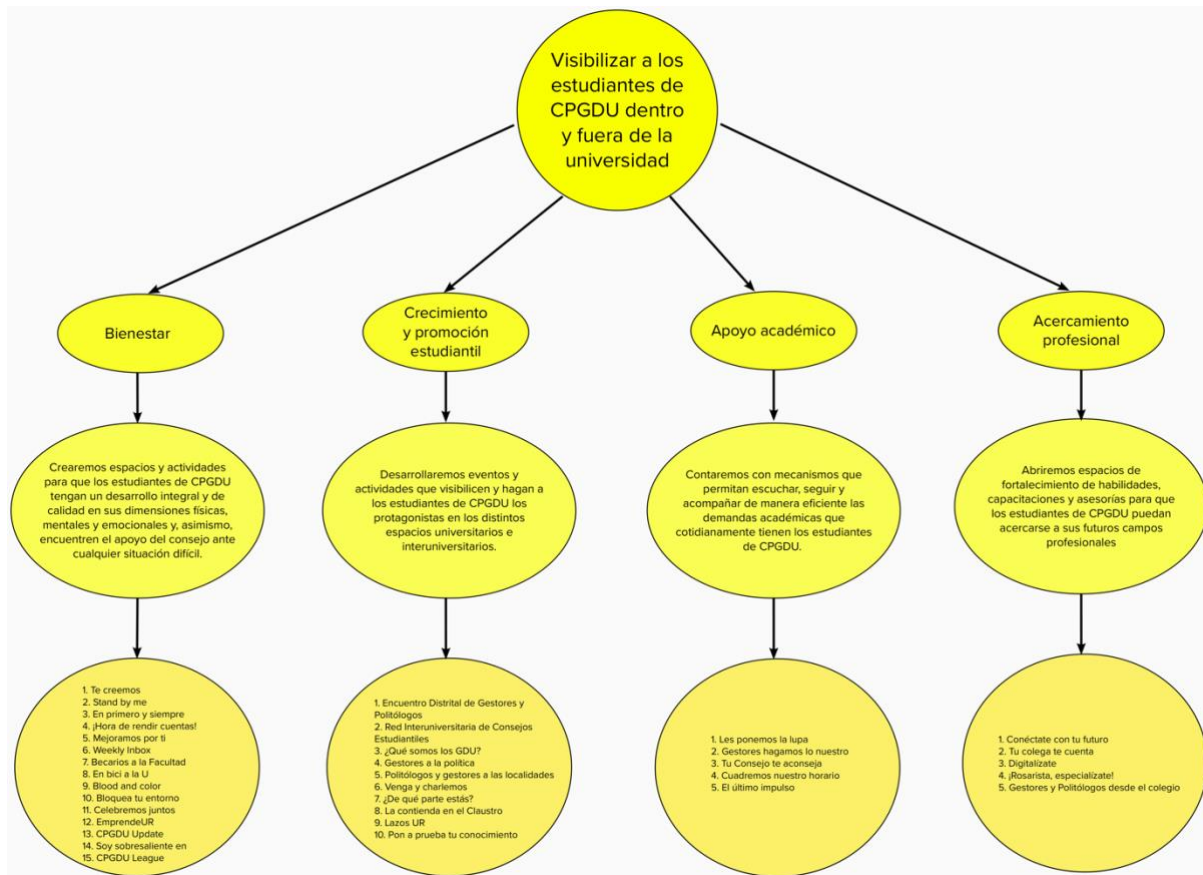 Visibilizar a los
estudiantes de
CPGDU dentro
y fuera de la
universidad
Bienestar
Crecimiento
y promoción
estudiantil
Apoyo académico
Acercamiento
profesional
Crearemos espacios y actividades
para que los estudiantes de CPGDU
tengan un desarrollo integral y de
calidad en sus dimensiones físicas,
mentales y emocionales y, asimismo,
encuentren el apoyo del consejo ante
cualquier situación difícil.
Desarrollaremos eventos y
actividades que visibilicen y hagan a
los estudiantes de CPGDU los
protagonistas en los distintos
espacios universitarios e
interuniversitarios.
Contaremos con mecanismos que
permitan escuchar, seguir y
acompañar de manera eficiente las
demandas académicas que
cotidianamente tienen los estudiantes
de CPGDU.
Abriremos espacios de
fortalecimiento de habilidades,
capacitaciones y asesorías para que
los estudiantes de CPGDU puedan
acercarse a sus futuros campos
profesionales
1. Te creemos
2. Stand by me
3. En primero y siempre
4. ¡Hora de rendir cuentas!
5. Mejoramos por ti
6. Weekly Inbox
7. Becarios a la Facultad
8. En bici a la U
9. Blood and color
10. Bloquea tu entorno
11. Celebremos juntos
12. EmprendeUR
13. CPGDU Update
14. Soy sobresaliente en
15. CPGDU League
1. Encuentro Distrital de Gestores y
Politólogos
2. Red Interuniversitaria de Consejos
Estudiantiles
3. ¿Qué somos los GDU?
4. Gestores a la política
5. Politólogos y gestores a las localidades
6. Venga y charlemos
7. ¿De qué parte estás?
8. La contienda en el Claustro
9. Lazos UR
10. Pon a prueba tu conocimiento
1. Les ponemos la lupa
2. Gestores hagamos lo nuestro
3. Tu Consejo te aconseja
4. Cuadremos nuestro horario
5. El último impulso
1. Conéctate con tu futuro
2. Tu colega te cuenta
3. Digitalízate
4. ¡Rosarista, especialízate!
5. Gestores y Politólogos desde el colegio